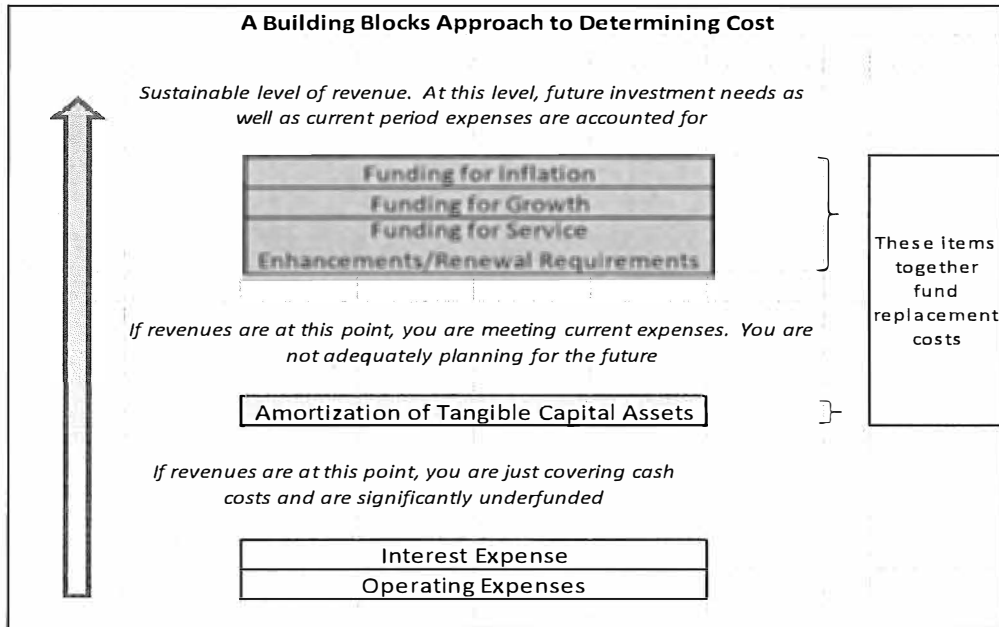 A Building Blocks Approach to Determining Cost
Sustainable level of revenue. At this level, future investment needs as
well as current period expenses are accounted for
Funding for Inflation
Funding for Growth
Funding for Service
Enhancements/Renewal Requirements
These items
together
fund
replacement
costs
If revenues are at this point, you are meeting current expenses. You are
not adequately planning for the future
Amortization of Tangible Capital Assets
If revenues are at this point, you are just covering cash
costs and are significantly underfunded
Interest Expense
Operating Expenses